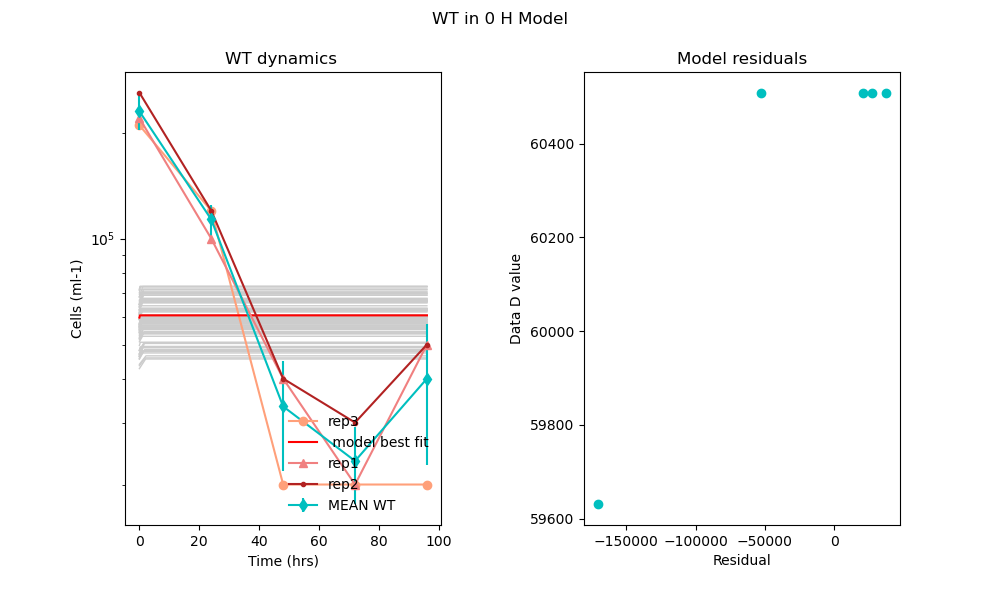 WT in 0 H Model
WT dynamics
Cells (ml-1)
10^5
rep3
model best fit
rep1
rep2
MEAN WT
0 20 40 60 80 100
Time (hrs)
Model residuals
Data D value
60400
60200
60000
59800
59600
−150000 −100000 −50000 0
Residual